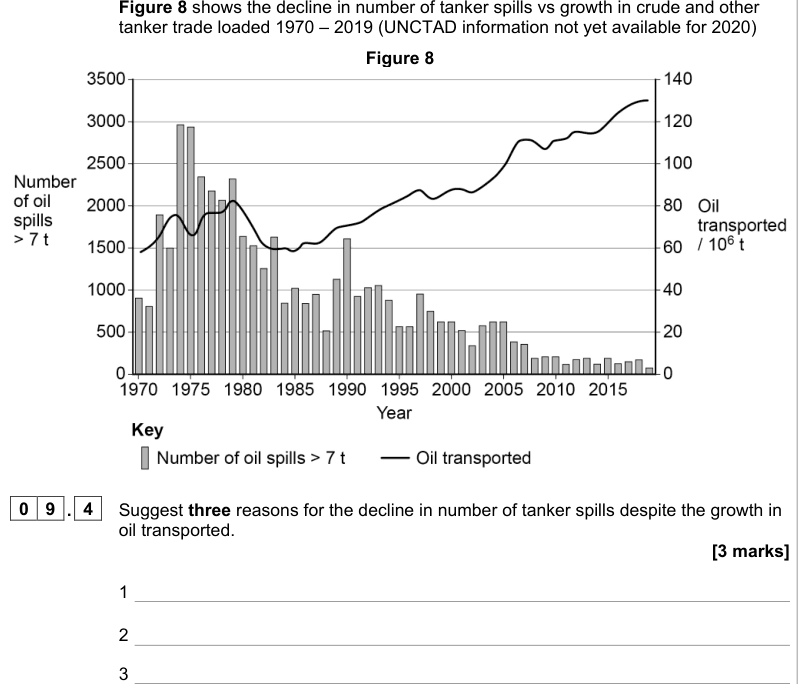 Figure 8 shows the decline in number of tanker spills vs growth in crude and other
tanker trade loaded 1970 – 2019 (UNCTAD information not yet available for 2020)
Figure 8
3500
3000
2500
2000
1500
1000
500
0
Number
of oil
spills
> 7 t
140
120
100
80
60
40
20
0
Oil
transported
/ 10⁶ t
1970 1975 1980 1985 1990 1995 2000 2005 2010 2015
Year
Key
Number of oil spills > 7 t
Oil transported
0 9 . 4 Suggest three reasons for the decline in number of tanker spills despite the growth in
oil transported.
[3 marks]
1
2
3